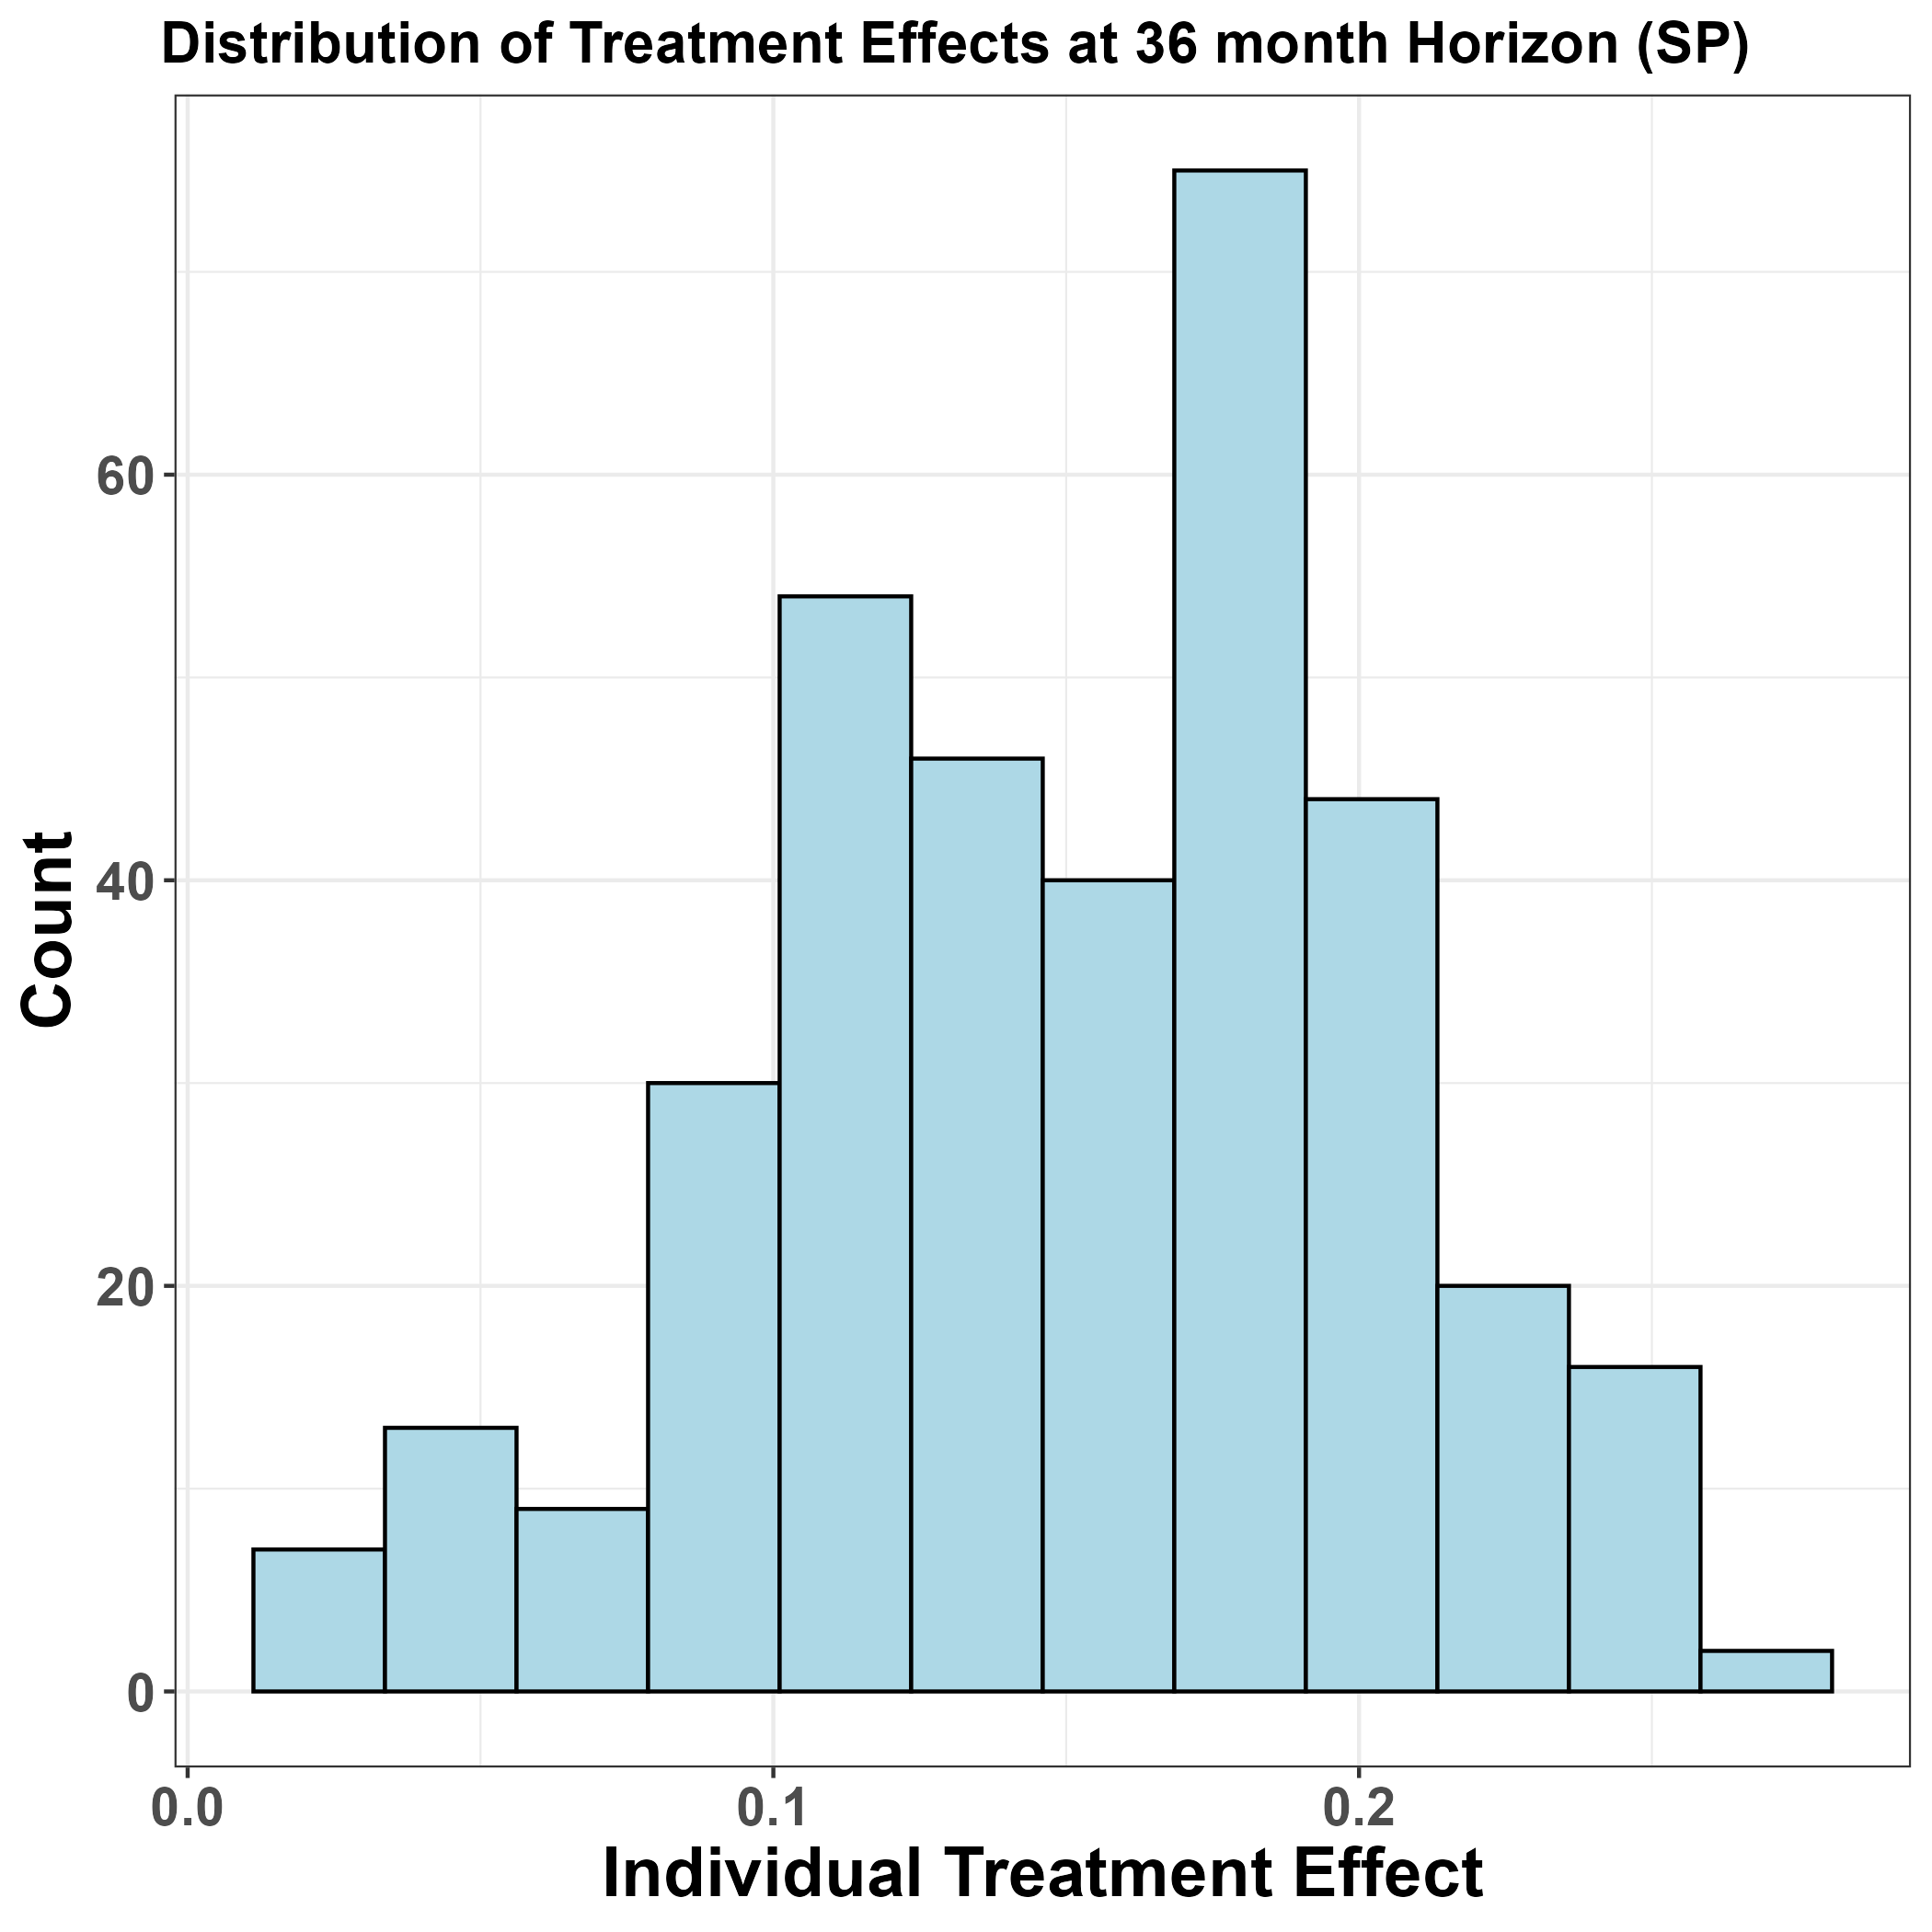 Distribution of Treatment Effects at 36 month Horizon (SP)
Count
60
40
20
0
0.0 0.1 0.2
Individual Treatment Effect